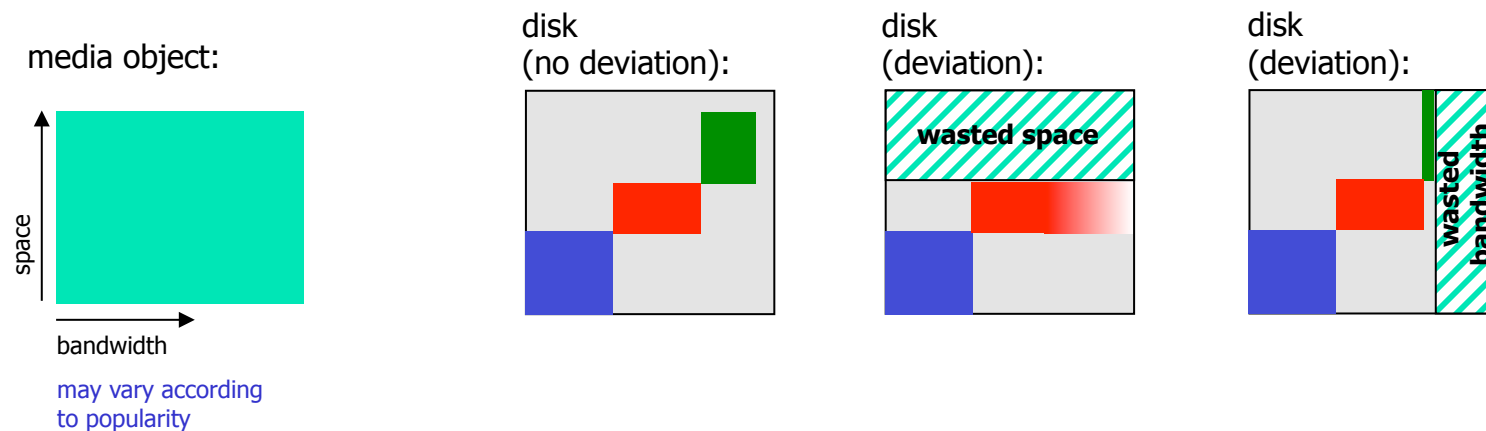 media object:
space
bandwidth
may vary according
to popularity
disk
(no deviation):
disk
(deviation):
wasted space
disk
(deviation):
wasted
bandwidth